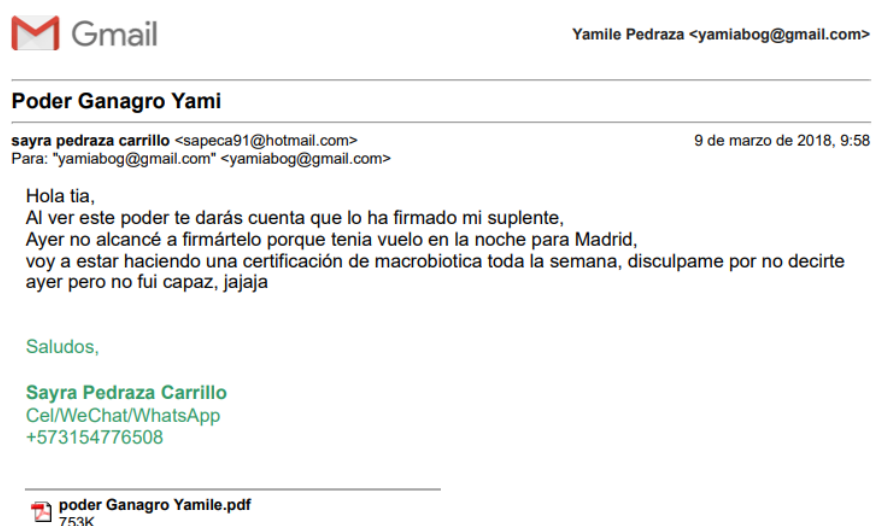 Gmail
Yamile Pedraza <yamiabog@gmail.com>
Poder Ganagro Yami
sayra pedraza carrillo <sapeca91@hotmail.com>
9 de marzo de 2018, 9:58
Para: "yamiabog@gmail.com" <yamiabog@gmail.com>
Hola tia,
Al ver este poder te darás cuenta que lo ha firmado mi suplente,
Ayer no alcancé a firmártelo porque tenia vuelo en la noche para Madrid,
voy a estar haciendo una certificación de macrobiotica toda la semana, disculpame por no decirte
ayer pero no fui capaz, jajaja
Saludos,
Sayra Pedraza Carrillo
Cel/WeChat/WhatsApp
+573154776508
poder Ganagro Yamile.pdf
753K